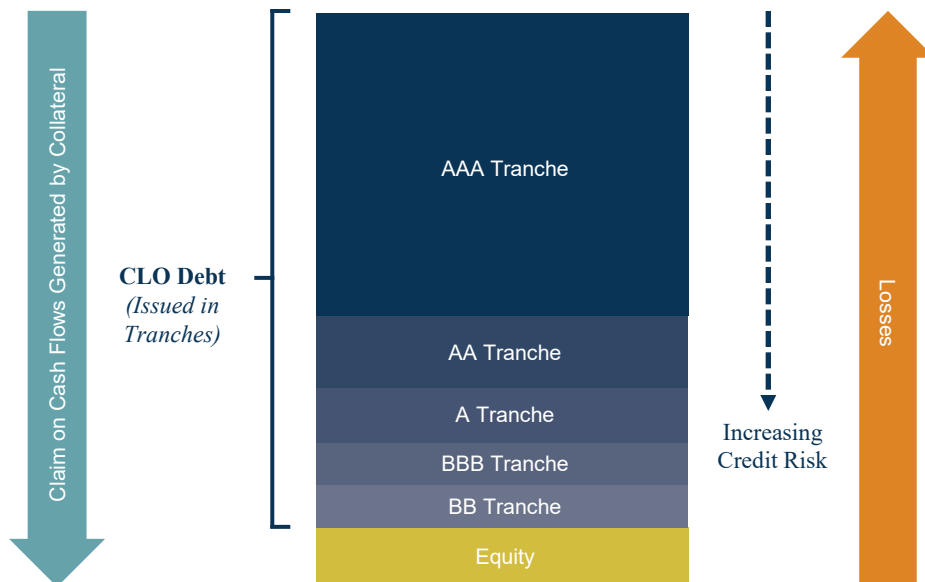 Claim on Cash Flows Generated by Collateral
CLO Debt
(Issued in
Tranches)
AAA Tranche
AA Tranche
A Tranche
BBB Tranche
BB Tranche
Equity
Increasing
Credit Risk
Losses